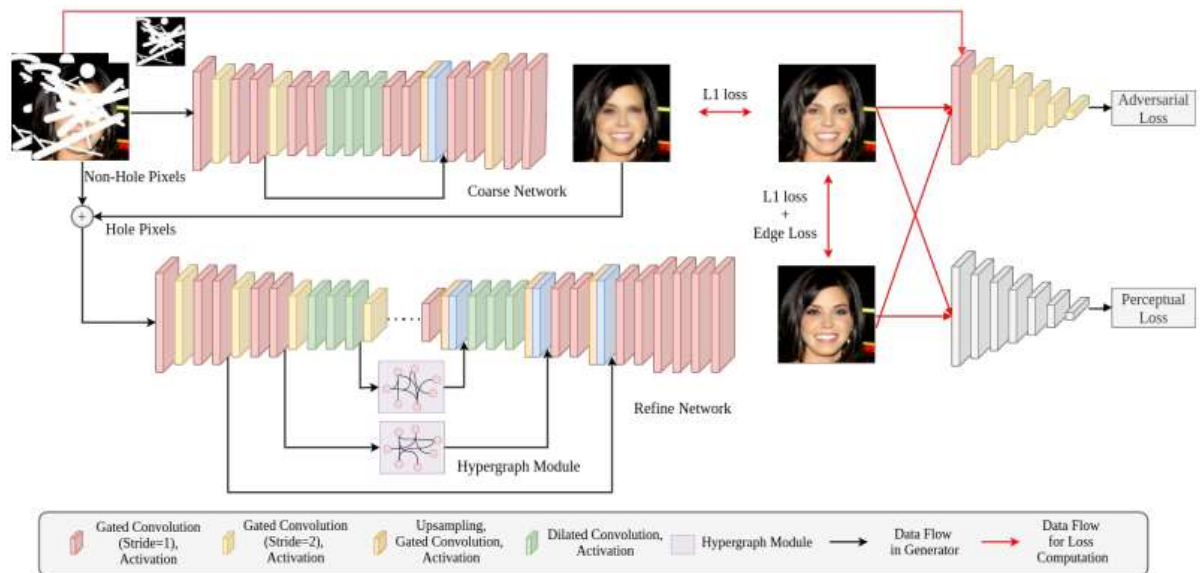 L1 loss
Adversarial
Loss
Non-Hole Pixels
Coarse Network
L1 loss
+
Edge Loss
+
Hole Pixels
Perceptual
Loss
Refine Network
Hypergraph Module
Gated Convolution
(Stride=1),
Activation
Gated Convolution
(Stride=2),
Activation
Upsampling,
Gated Convolution,
Activation
Dilated Convolution,
Activation
Hypergraph Module
Data Flow
in Generator
Data Flow
for Loss
Computation